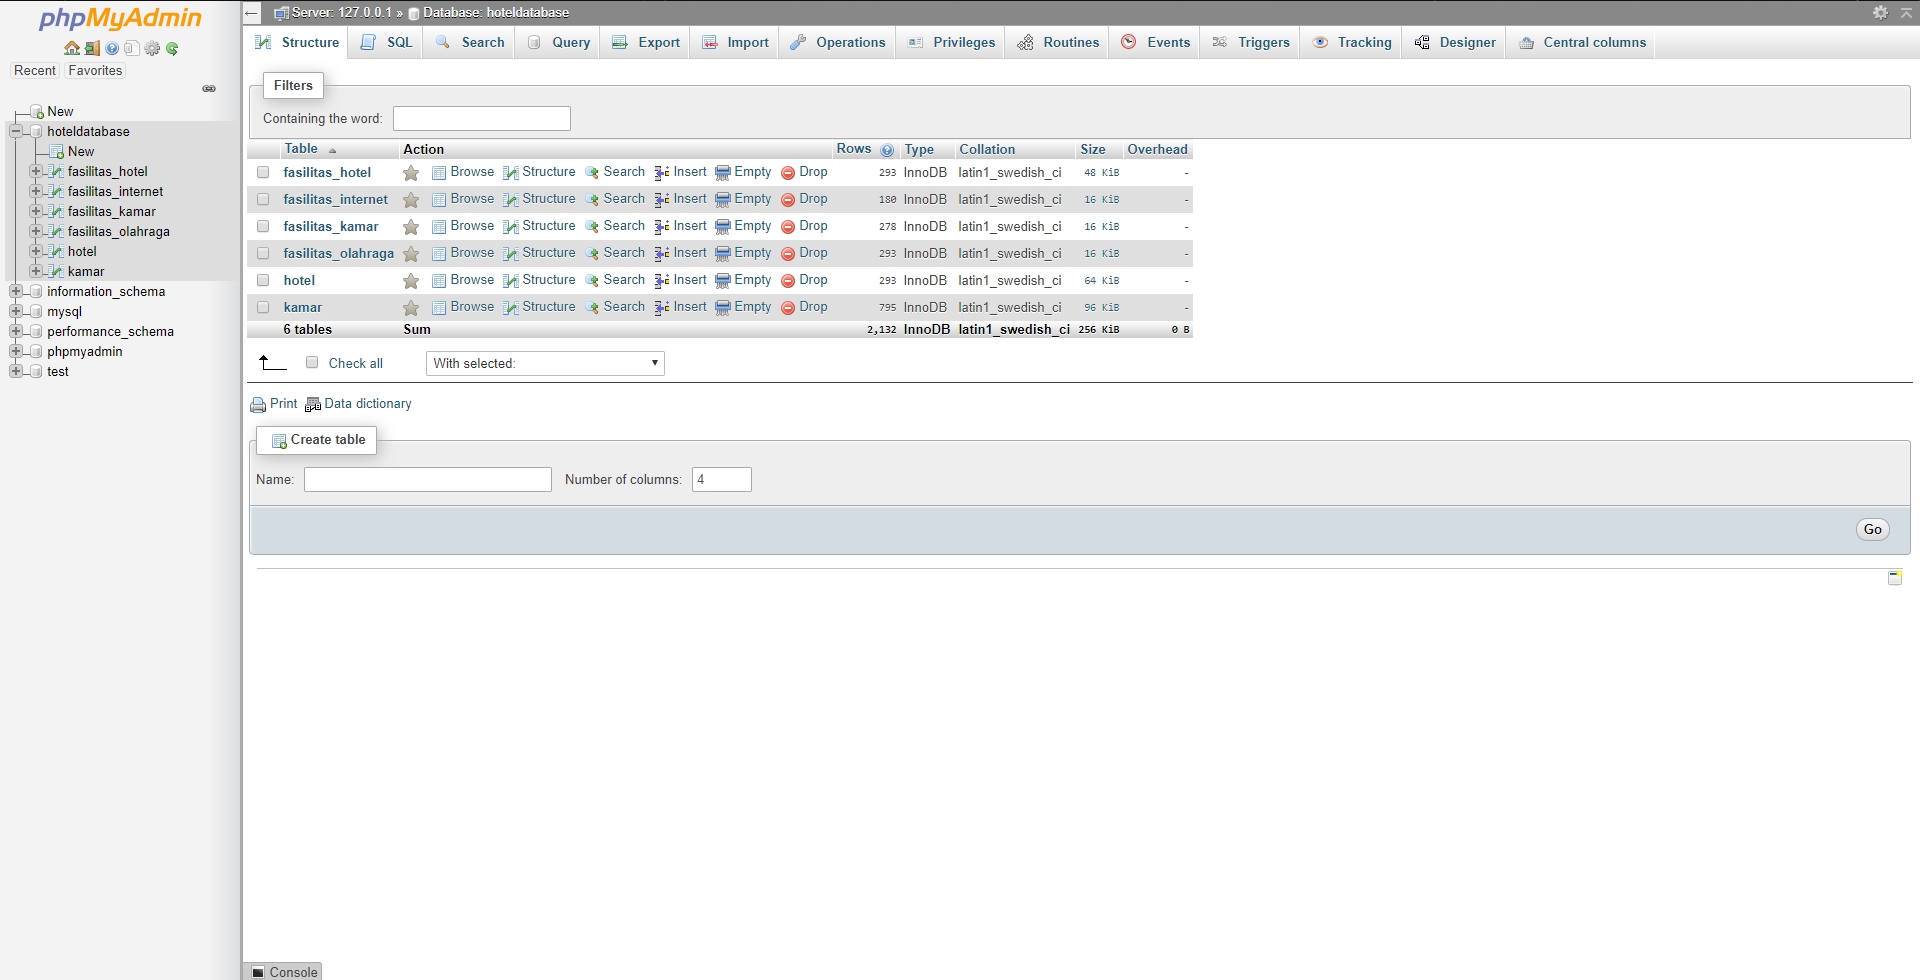 phpMyAdmin
Recent Favorites
New
hoteldatabase
New
fasilitas_hotel
fasilitas_internet
fasilitas_kamar
fasilitas_olahraga
hotel
kamar
information_schema
mysql
performance_schema
phpmyadmin
test
Server: 127.0.0.1 » Database: hoteldatabase
Structure SQL Search Query Export Import Operations Privileges Routines Events Triggers Tracking Designer Central columns
Filters
Containing the word:
Table Action Rows Type Collation Size Overhead
fasilitas_hotel Browse Structure Search Insert Empty Drop 293 InnoDB latin1_swedish_ci 48 KiB -
fasilitas_internet Browse Structure Search Insert Empty Drop 180 InnoDB latin1_swedish_ci 16 KiB -
fasilitas_kamar Browse Structure Search Insert Empty Drop 278 InnoDB latin1_swedish_ci 16 KiB -
fasilitas_olahraga Browse Structure Search Insert Empty Drop 293 InnoDB latin1_swedish_ci 16 KiB -
hotel Browse Structure Search Insert Empty Drop 293 InnoDB latin1_swedish_ci 64 KiB -
kamar Browse Structure Search Insert Empty Drop 795 InnoDB latin1_swedish_ci 96 KiB -
6 tables Sum 2,132 InnoDB latin1_swedish_ci 256 KiB 0 B
Check all With selected:
Print Data dictionary
Create table
Name: Number of columns: 4
Go
Console